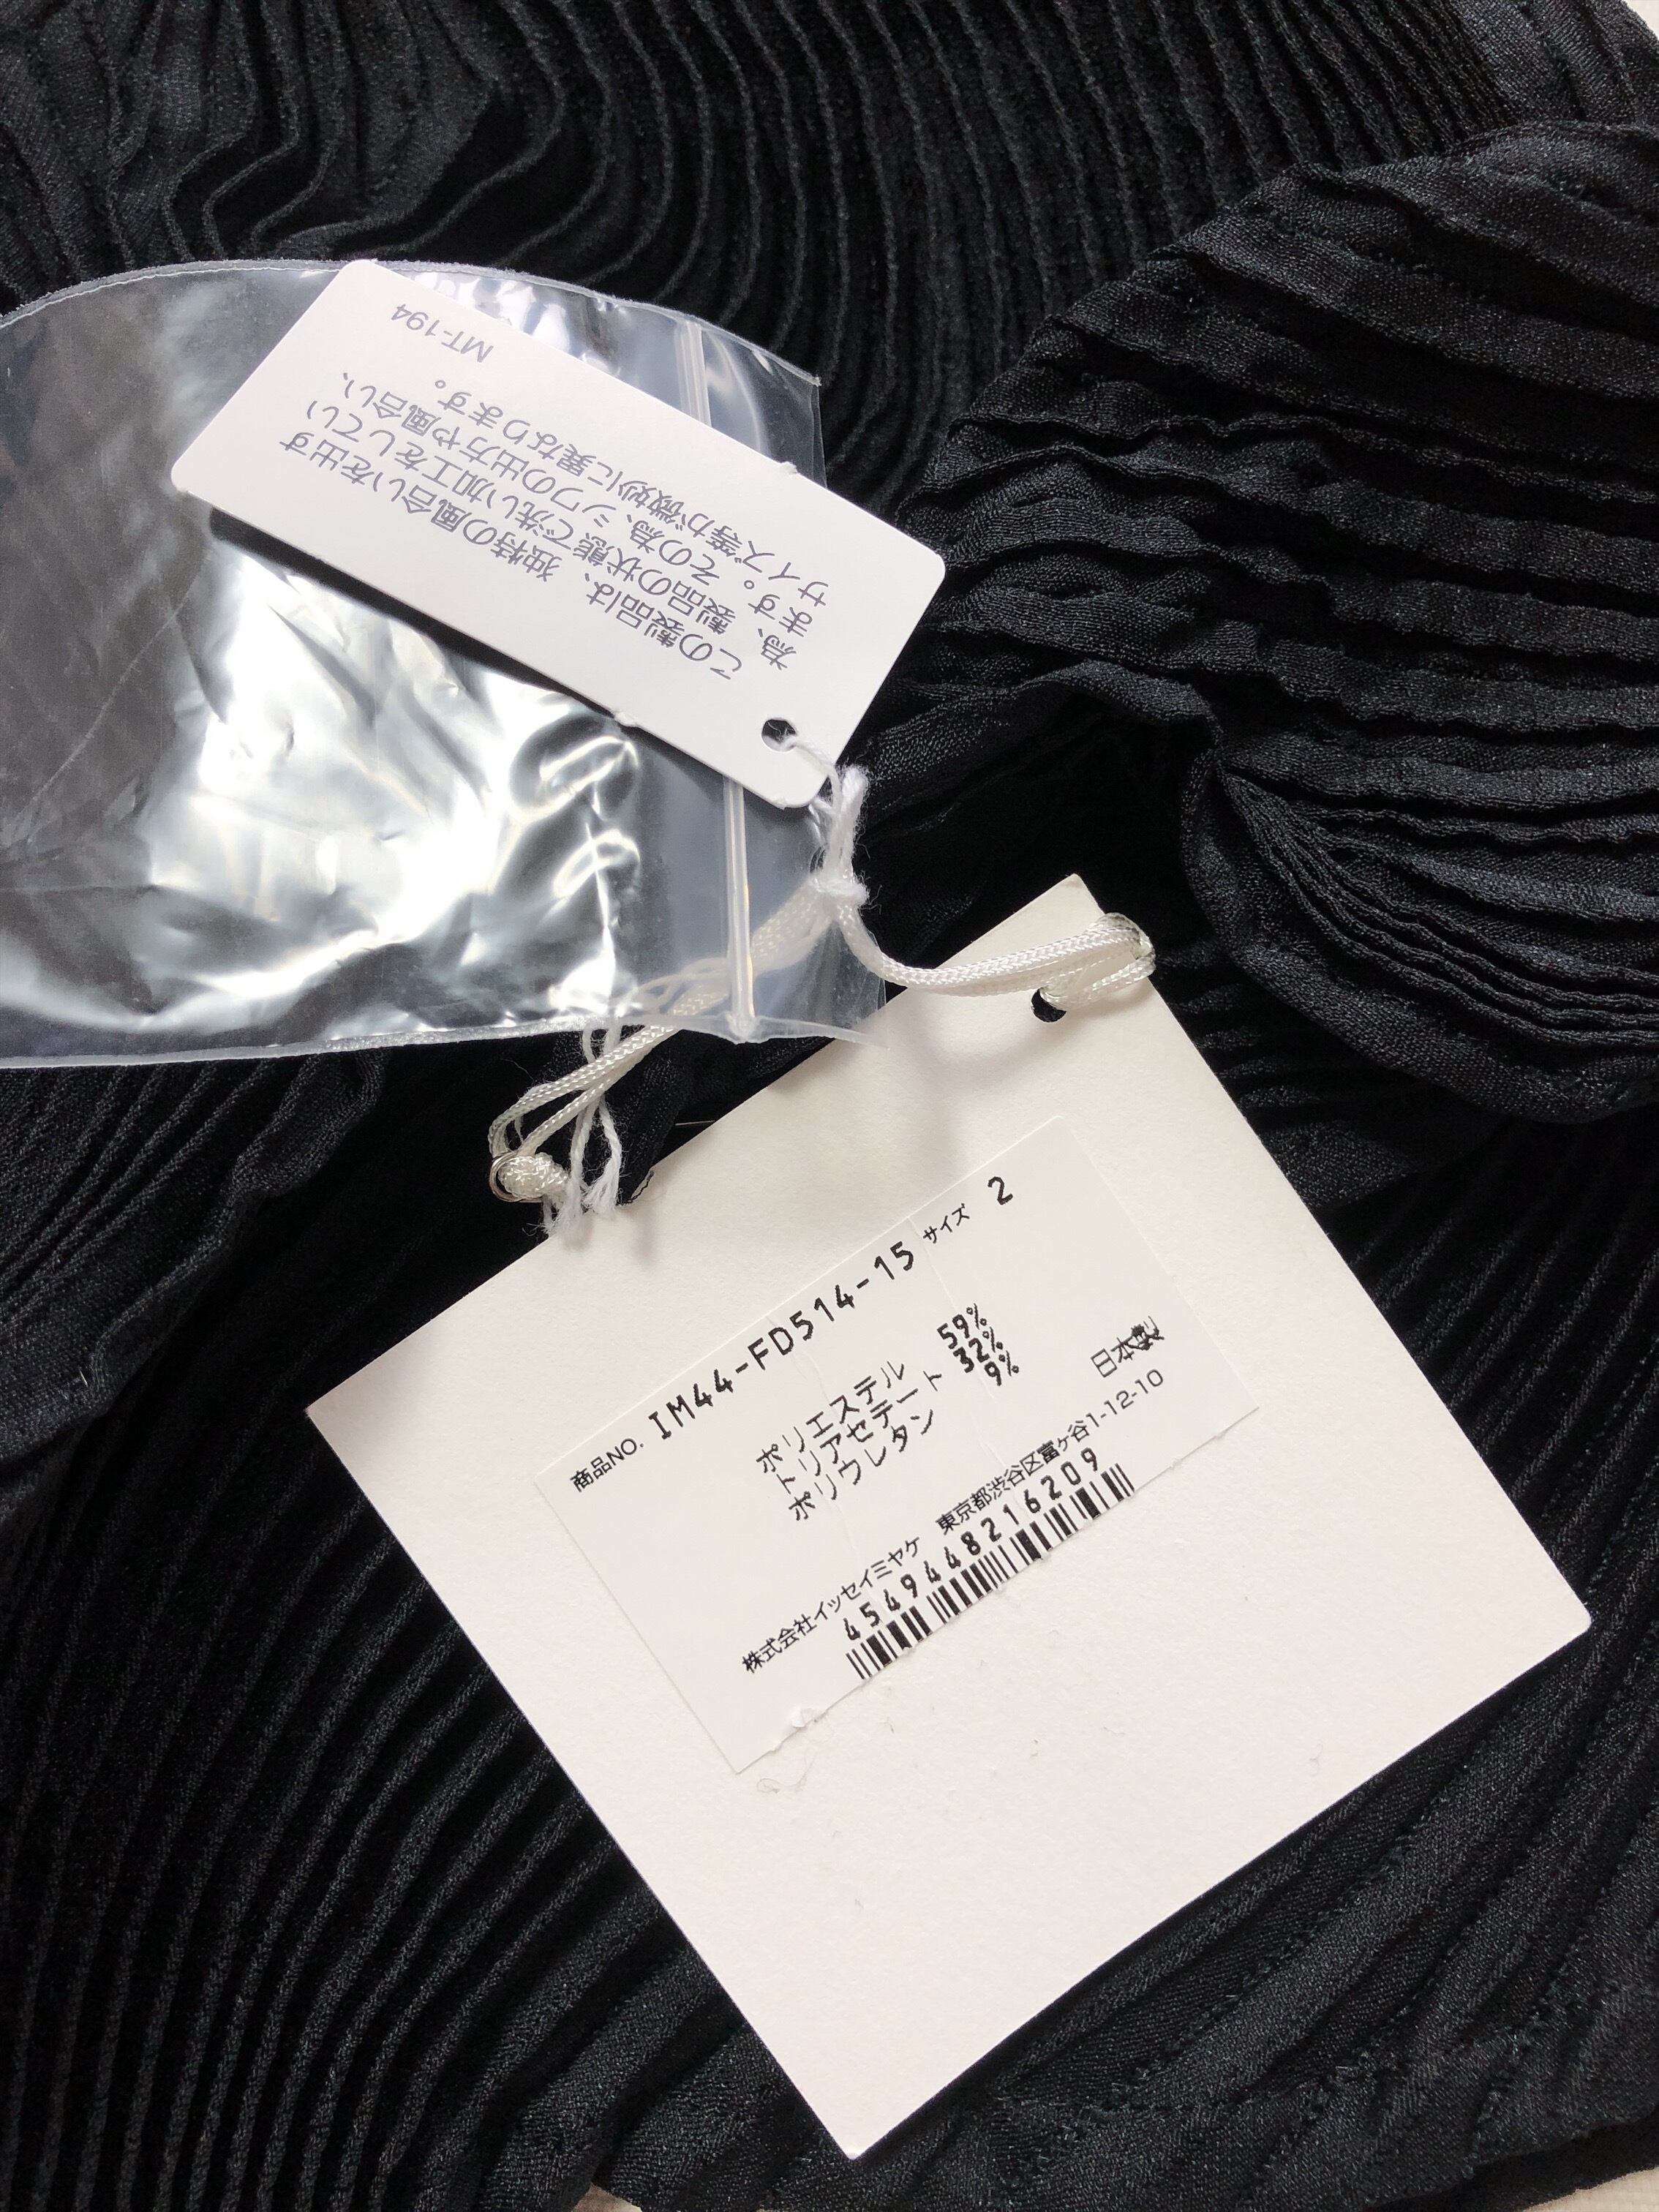 この製品は、独特の風合いを出す
為、製品の状態で洗い加工をしてい
ます。その為、シワの出方や風合い、
サイズ等が微妙に異なります。
MT-194
商品NO. IM44-FD514-15 サイズ 2
ポリエステル 59%
トリアセテート 32%
ポリウレタン 9%
日本製
株式会社イッセイミヤケ 東京都渋谷区富ヶ谷1-12-10
4549448216209